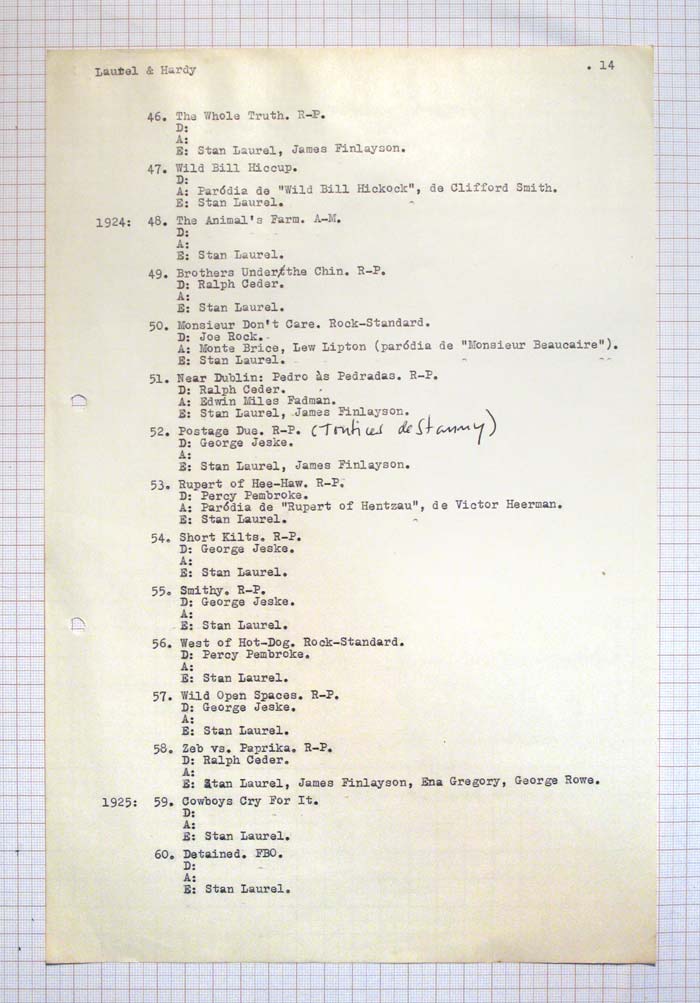 Laurel & Hardy . 14
46. The Whole Truth. R-P.
D:
A:
E: Stan Laurel, James Finlayson.
47. Wild Bill Hiccup.
D:
A: Paródia de "Wild Bill Hickock", de Clifford Smith.
E: Stan Laurel.
1924: 48. The Animal's Farm. A-M.
D:
A:
E: Stan Laurel.
49. Brothers Under/the Chin. R-P.
D: Ralph Ceder.
A:
E: Stan Laurel.
50. Monsieur Don't Care. Rock-Standard.
D: Joe Rock.
A: Monte Brice, Lew Lipton (paródia de "Monsieur Beaucaire").
E: Stan Laurel.
51. Near Dublin: Pedro às Pedradas. R-P.
D: Ralph Ceder.
A: Edwin Miles Fadman.
E: Stan Laurel, James Finlayson.
52. Postage Due. R-P. (Tontices de Stanny)
D: George Jeske.
A:
E: Stan Laurel, James Finlayson.
53. Rupert of Hee-Haw. R-P.
D: Percy Pembroke.
A: Paródia de "Rupert of Hentzau", de Victor Heerman.
E: Stan Laurel.
54. Short Kilts. R-P.
D: George Jeske.
A:
E: Stan Laurel.
55. Smithy. R-P.
D: George Jeske.
A:
E: Stan Laurel.
56. West of Hot-Dog. Rock-Standard.
D: Percy Pembroke.
A:
E: Stan Laurel.
57. Wild Open Spaces. R-P.
D: George Jeske.
A:
E: Stan Laurel.
58. Zeb vs. Paprika. R-P.
D: Ralph Ceder.
A:
E: Stan Laurel, James Finlayson, Ena Gregory, George Rowe.
1925: 59. Cowboys Cry For It.
D:
A:
E: Stan Laurel.
60. Detained. FBO.
D:
A:
E: Stan Laurel.